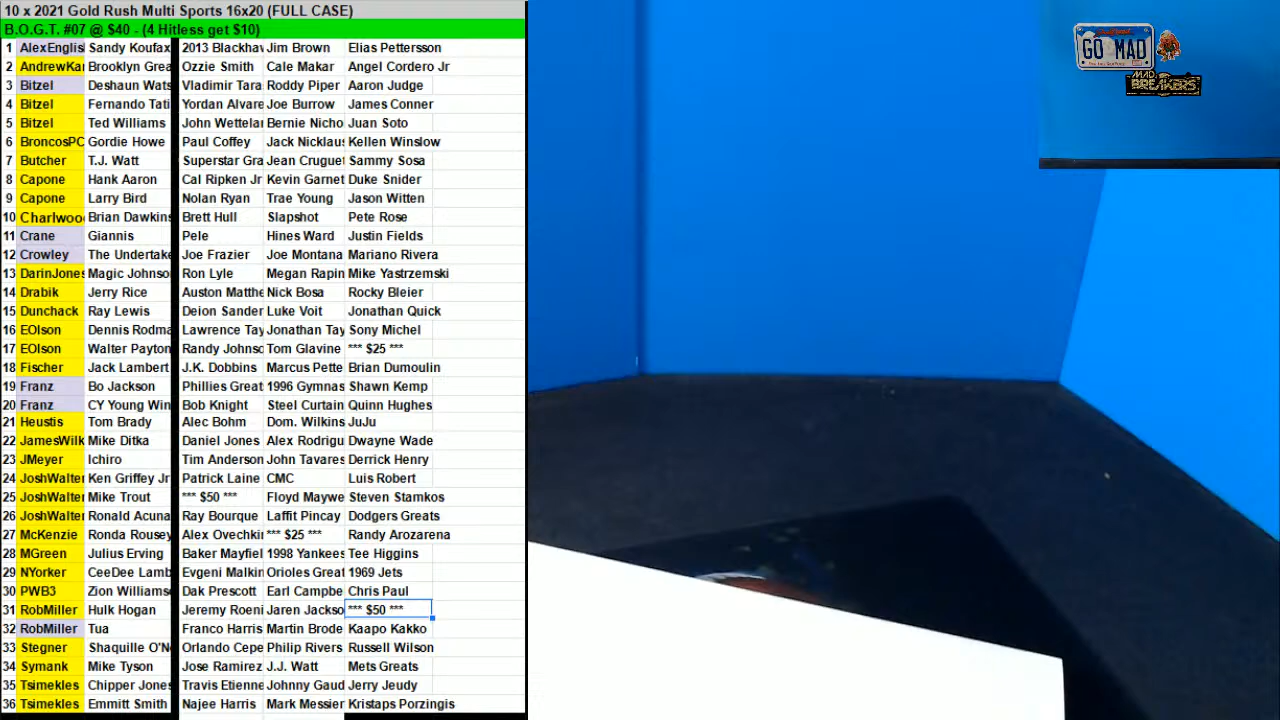 10 x 2021 Gold Rush Multi Sports 16x20 (FULL CASE)
B.O.G.T. #07 @ $40 - (4 Hitless get $10)
1 AlexEnglis Sandy Koufax 2013 Blackhav Jim Brown Elias Pettersson
2 AndrewKar Brooklyn Grea Ozzie Smith Cale Makar Angel Cordero Jr
3 Bitzel Deshaun Wats Vladimir Tara Roddy Piper Aaron Judge
4 Bitzel Fernando Tati Yordan Alvare Joe Burrow James Conner
5 Bitzel Ted Williams John Wettelan Bernie Nicho Juan Soto
6 BroncosPC Gordie Howe Paul Coffey Jack Nicklaus Kellen Winslow
7 Butcher T.J. Watt Superstar Gra Jean Cruguet Sammy Sosa
8 Capone Hank Aaron Cal Ripken Jr Kevin Garnet Duke Snider
9 Capone Larry Bird Nolan Ryan Trae Young Jason Witten
10 Charlwood Brian Dawkins Brett Hull Slapshot Pete Rose
11 Crane Giannis Pele Hines Ward Justin Fields
12 Crowley The Undertake Joe Frazier Joe Montana Mariano Rivera
13 DarinJones Magic Johnso Ron Lyle Megan Rapin Mike Yastrzemski
14 Drabik Jerry Rice Auston Matthe Nick Bosa Rocky Bleier
15 Dunchack Ray Lewis Deion Sander Luke Voit Jonathan Quick
16 EOlson Dennis Rodma Lawrence Tay Jonathan Tay Sony Michel
17 EOlson Walter Payton Randy Johnso Tom Glavine *** $25 ***
18 Fischer Jack Lambert J.K. Dobbins Marcus Pette Brian Dumoulin
19 Franz Bo Jackson Phillies Great 1996 Gymnas Shawn Kemp
20 Franz CY Young Win Bob Knight Steel Curtain Quinn Hughes
21 Heustis Tom Brady Alec Bohm Dom. Wilkins JuJu
22 JamesWilk Mike Ditka Daniel Jones Alex Rodrigu Dwayne Wade
23 JMeyer Ichiro Tim Anderson John Tavares Derrick Henry
24 JoshWalter Ken Griffey Jr Patrick Laine CMC Luis Robert
25 JoshWalter Mike Trout *** $50 *** Floyd Maywe Steven Stamkos
26 JoshWalter Ronald Acuna Ray Bourque Laffit Pincay Dodgers Greats
27 McKenzie Ronda Rousey Alex Ovechkin *** $25 *** Randy Arozarena
28 MGreen Julius Erving Baker Mayfiel 1998 Yankees Tee Higgins
29 NYorker CeeDee Lamb Evgeni Malkin Orioles Great 1969 Jets
30 PWB3 Zion Williams Dak Prescott Earl Campbe Chris Paul
31 RobMiller Hulk Hogan Jeremy Roeni Jaren Jackso *** $50 ***
32 RobMiller Tua Franco Harris Martin Brode Kaapo Kakko
33 Stegner Shaquille O'N Orlando Cepe Philip Rivers Russell Wilson
34 Symank Mike Tyson Jose Ramirez J.J. Watt Mets Greats
35 Tsimekles Chipper Jones Travis Etienne Johnny Gaud Jerry Jeudy
36 Tsimekles Emmitt Smith Najee Harris Mark Messier Kristaps Porzingis
GO MAD
MAD
BREAKERS